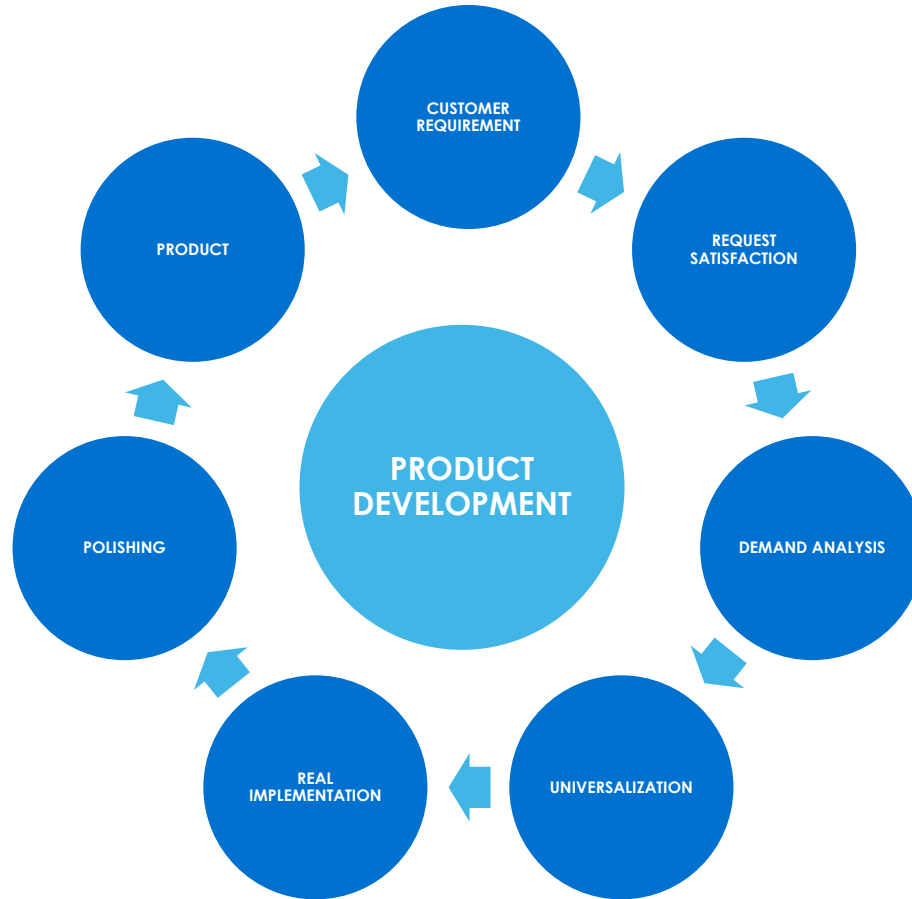 CUSTOMER
REQUIREMENT
REQUEST
SATISFACTION
DEMAND ANALYSIS
UNIVERSALIZATION
REAL
IMPLEMENTATION
POLISHING
PRODUCT
PRODUCT
DEVELOPMENT